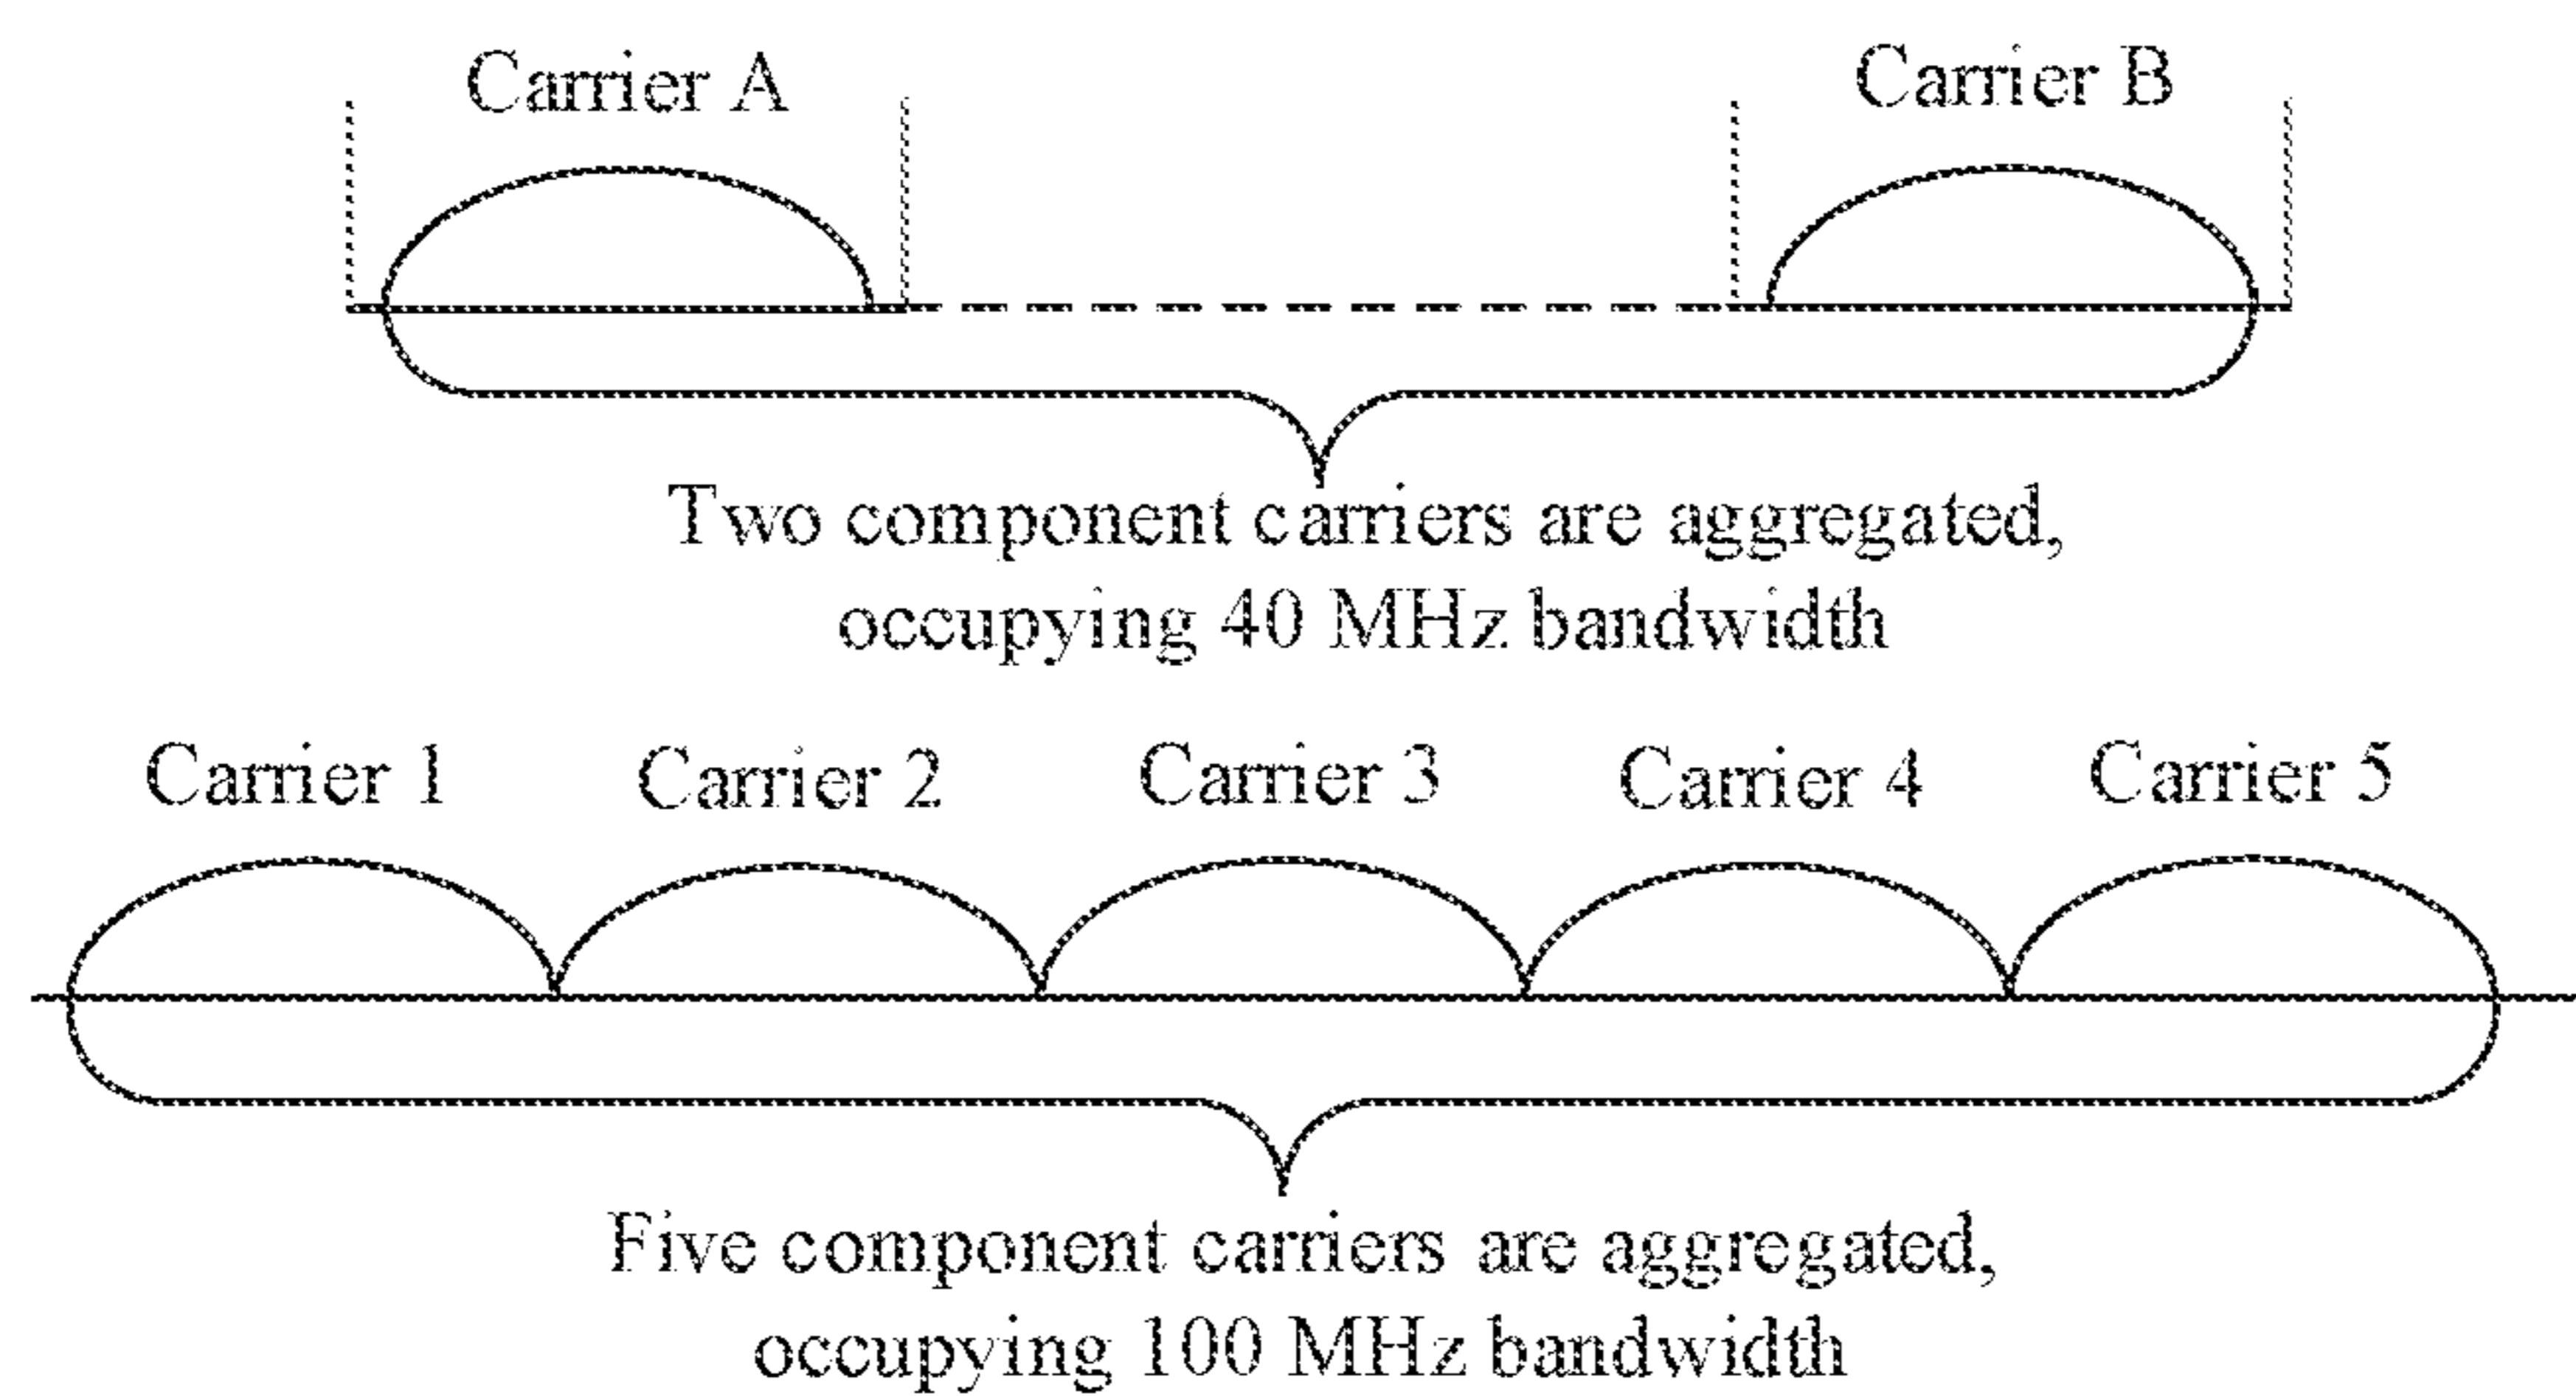 Carrier A Carrier B
Two component carriers are aggregated,
occupying 40 MHz bandwidth
Carrier 1 Carrier 2 Carrier 3 Carrier 4 Carrier 5
Five component carriers are aggregated,
occupying 100 MHz bandwidth